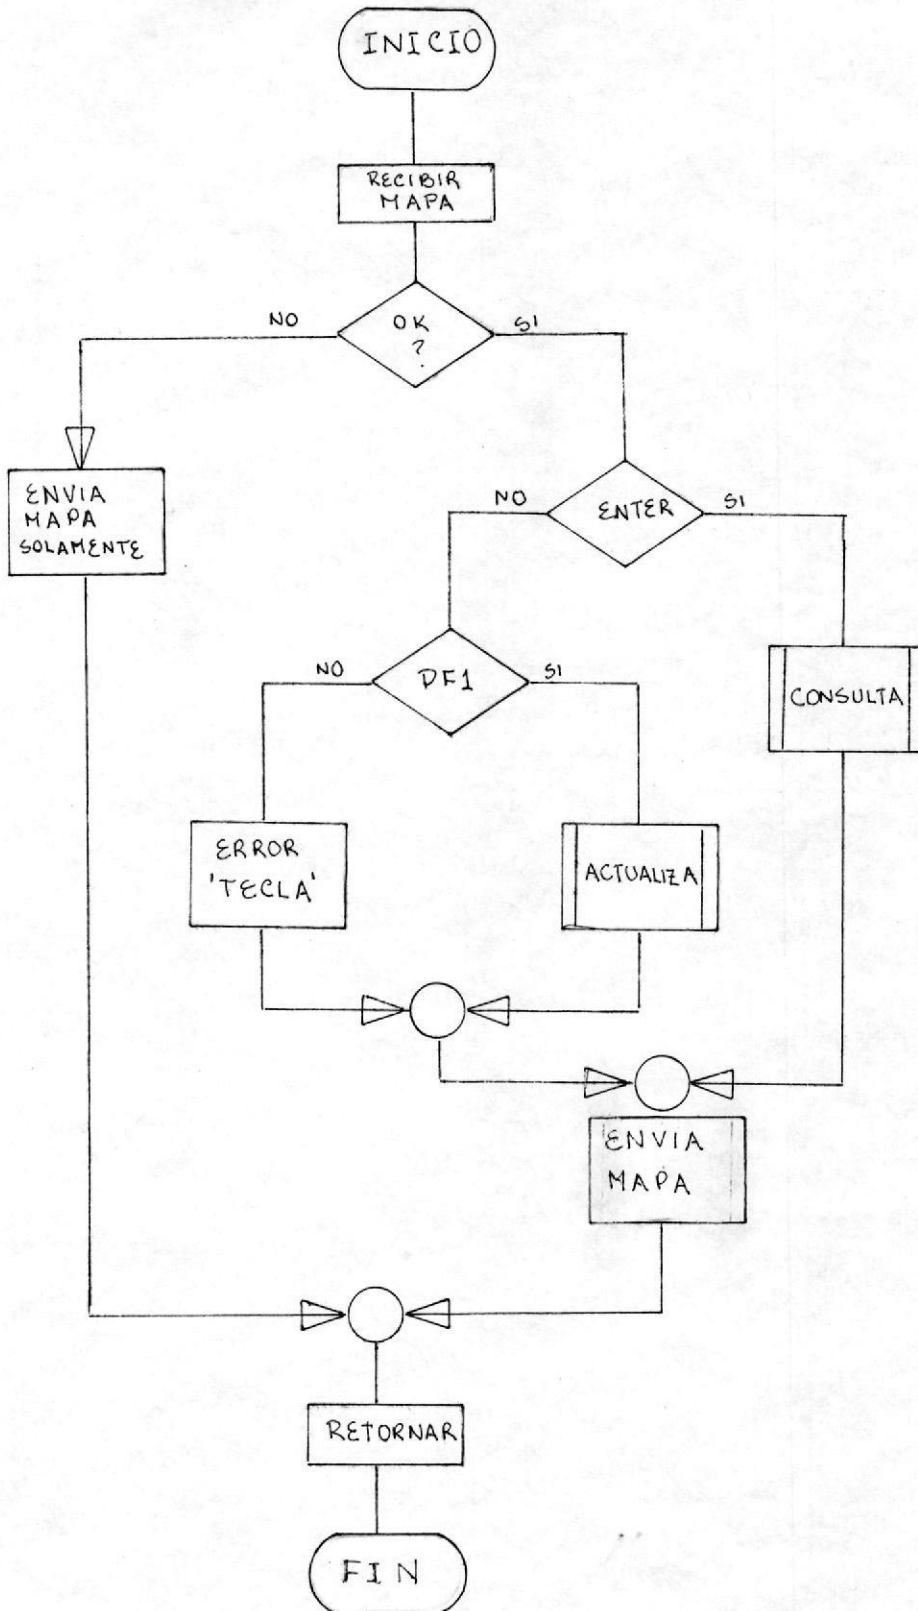 INICIO
RECIBIR
MAPA
OK
?
NO
SI
ENVIA
MAPA
SOLAMENTE
ENTER
NO
SI
PF1
NO
SI
CONSULTA
ERROR
'TECLA'
ACTUALIZA
ENVIA
MAPA
RETORNAR
FIN